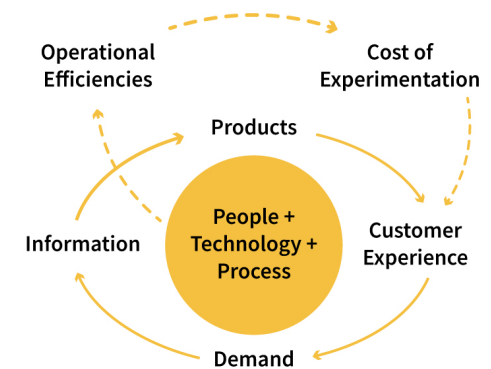 Operational
Efficiencies
Cost of
Experimentation
Products
People +
Technology +
Process
Information
Customer
Experience
Demand